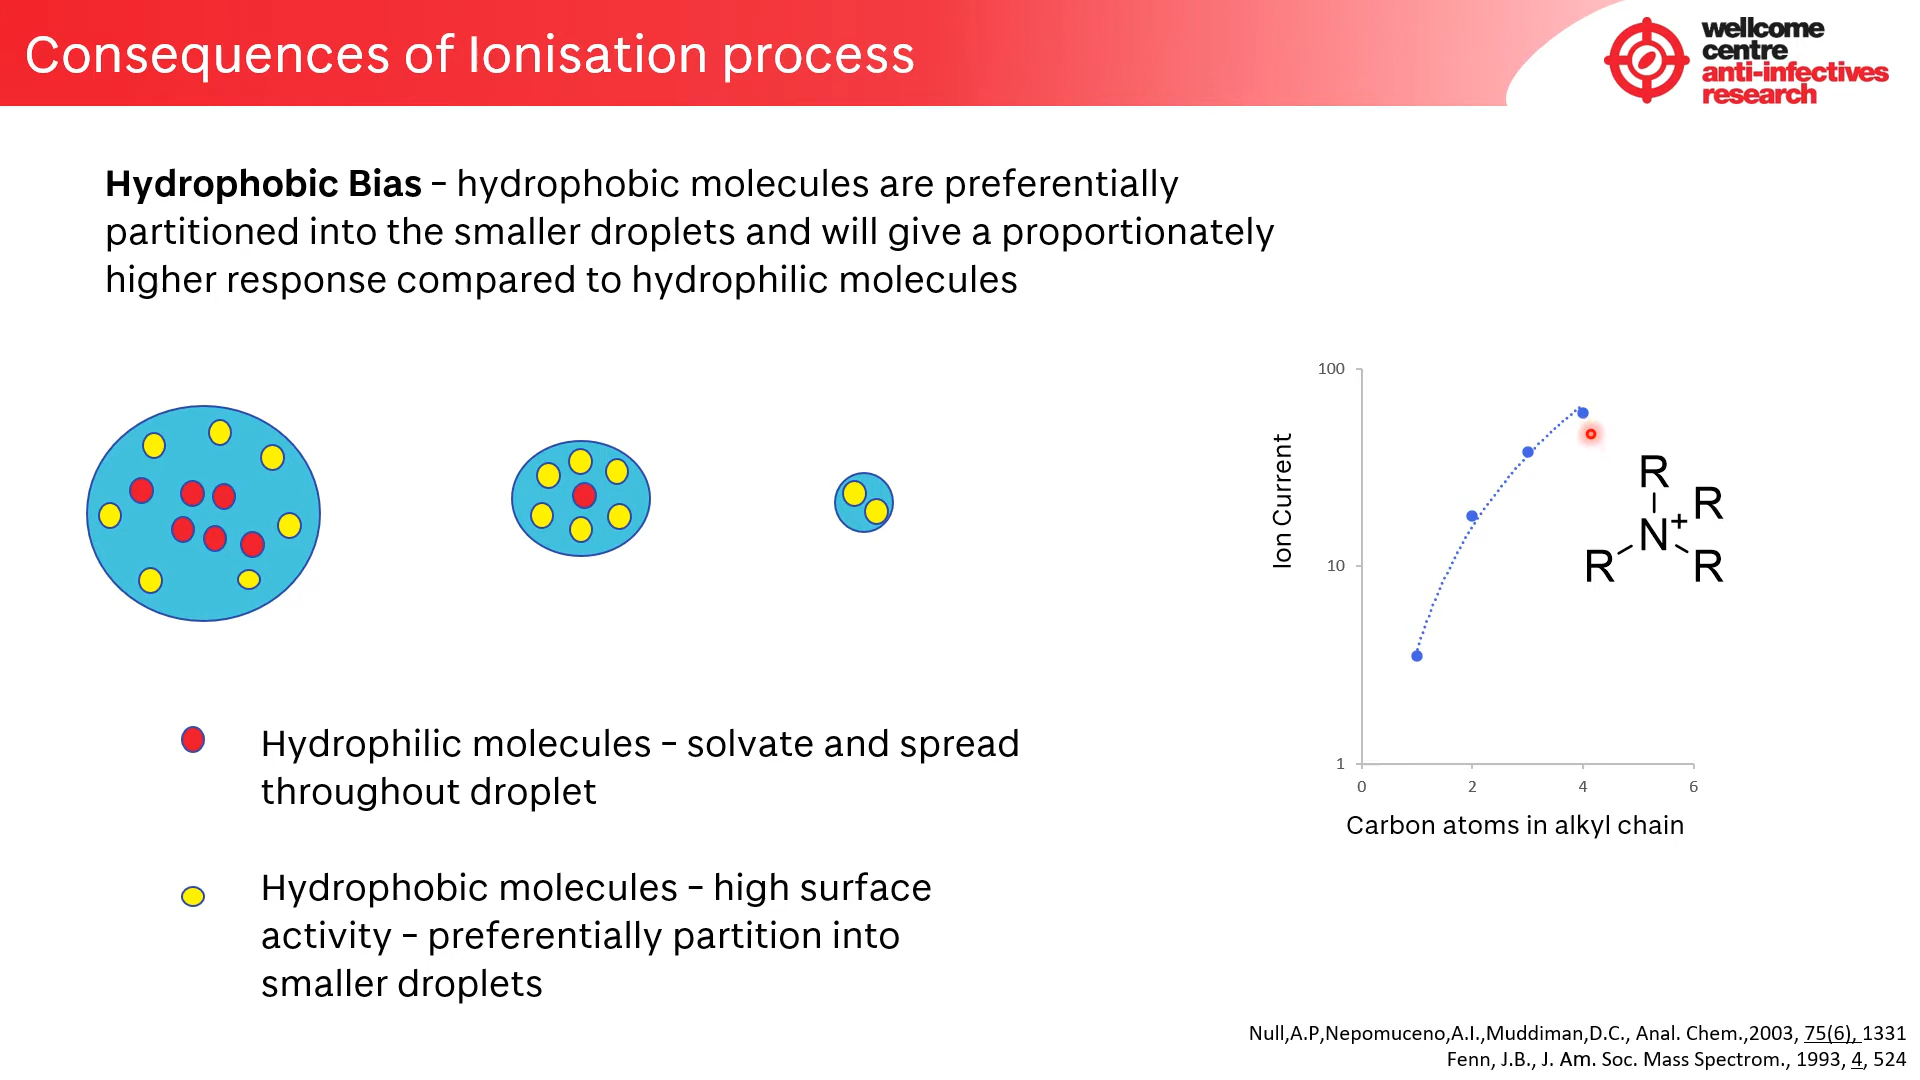 Consequences of Ionisation process
wellcome
centre
anti-infectives
research
Hydrophobic Bias – hydrophobic molecules are preferentially
partitioned into the smaller droplets and will give a proportionately
higher response compared to hydrophilic molecules
Hydrophilic molecules – solvate and spread
throughout droplet
Hydrophobic molecules – high surface
activity – preferentially partition into
smaller droplets
Ion Current
100
10
1
0 2 4 6
Carbon atoms in alkyl chain
R
R
N+
R R
Null,A.P,Nepomuceno,A.I.,Muddiman,D.C., Anal. Chem.,2003, 75(6), 1331
Fenn, J.B., J. Am. Soc. Mass Spectrom., 1993, 4, 524